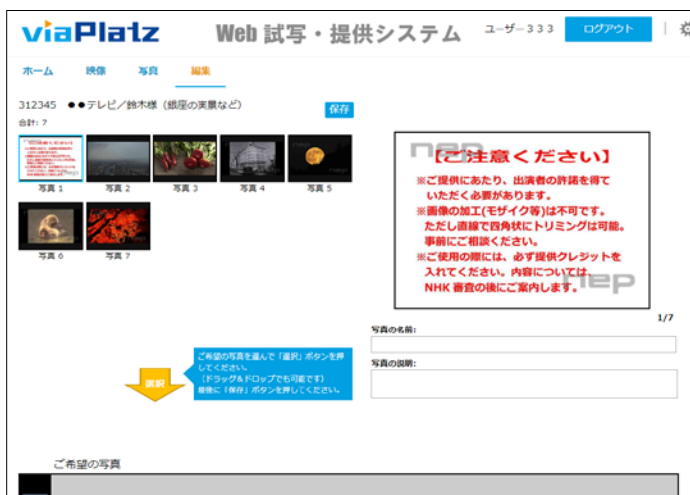 viaPlatz
Web 試写・提供システム
ユーザー333
ログアウト
ホーム
映像
写真
編集
312345 ●●テレビ／鈴木様（銀座の実景など）
保存
合計: 7
写真 1
写真 2
写真 3
写真 4
写真 5
写真 6
写真 7
nep
【ご注意ください】
※ご提供にあたり、出演者の許諾を得て
いただく必要があります。
※画像の加工(モザイク等)は不可です。
ただし直線で四角状にトリミングは可能。
事前にご相談ください。
※ご使用の際には、必ず提供クレジットを
入れてください。内容については、
NHK 審査の後にご案内します。
nep
1/7
写真の名前:
写真の説明:
選択
ご希望の写真を選んで「選択」ボタンを押
してください。
（ドラッグ&ドロップでも可能です）
最後に「保存」ボタンを押してください。
ご希望の写真